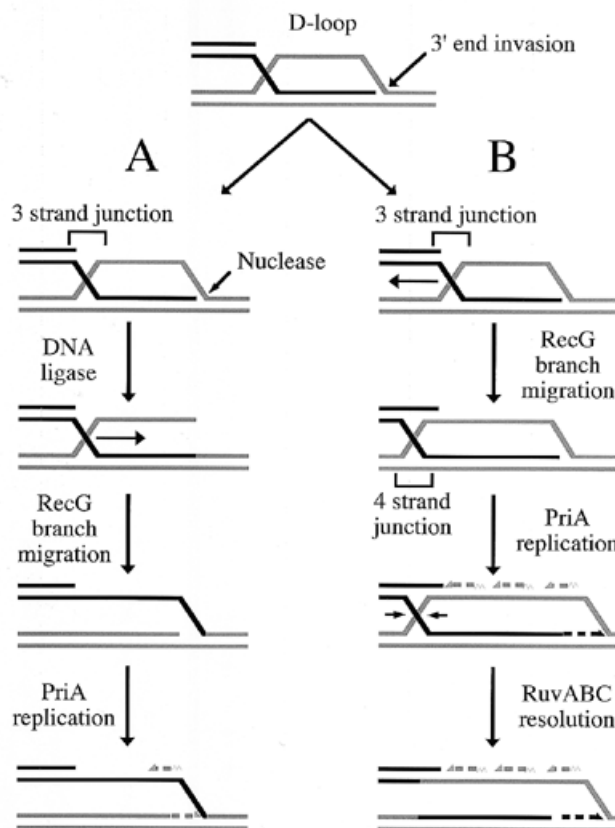 D-loop
3' end invasion
A
B
3 strand junction
Nuclease
DNA
ligase
RecG
branch
migration
PriA
replication
3 strand junction
RecG
branch
migration
4 strand
junction
PriA
replication
RuvABC
resolution